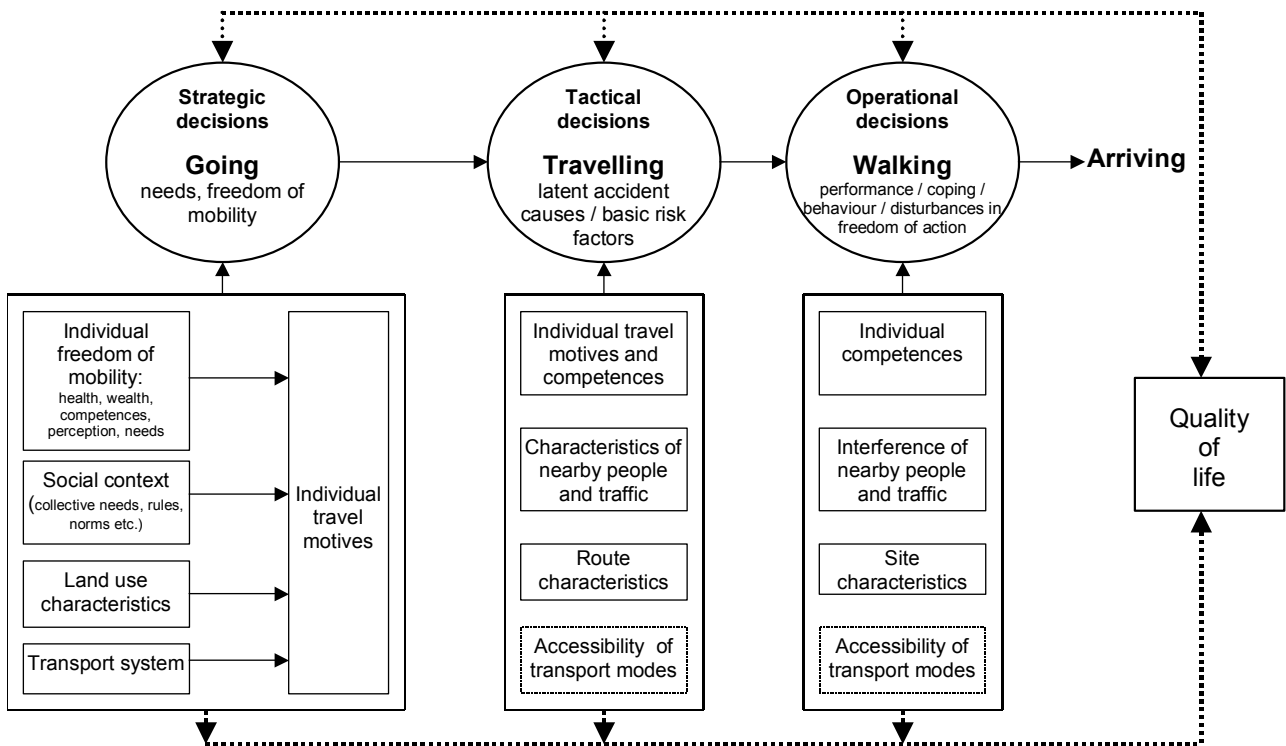 Strategic
decisions
Going
needs, freedom of
mobility
Tactical
decisions
Travelling
latent accident
causes / basic risk
factors
Operational
decisions
Walking
performance / coping /
behaviour / disturbances in
freedom of action
Arriving
Individual
freedom of
mobility:
health, wealth,
competences,
perception, needs
Social context
(collective needs, rules,
norms etc.)
Land use
characteristics
Transport system
Individual
travel
motives
Individual travel
motives and
competences
Characteristics of
nearby people
and traffic
Route
characteristics
Accessibility of
transport modes
Individual
competences
Interference of
nearby people
and traffic
Site
characteristics
Accessibility of
transport modes
Quality
of
life